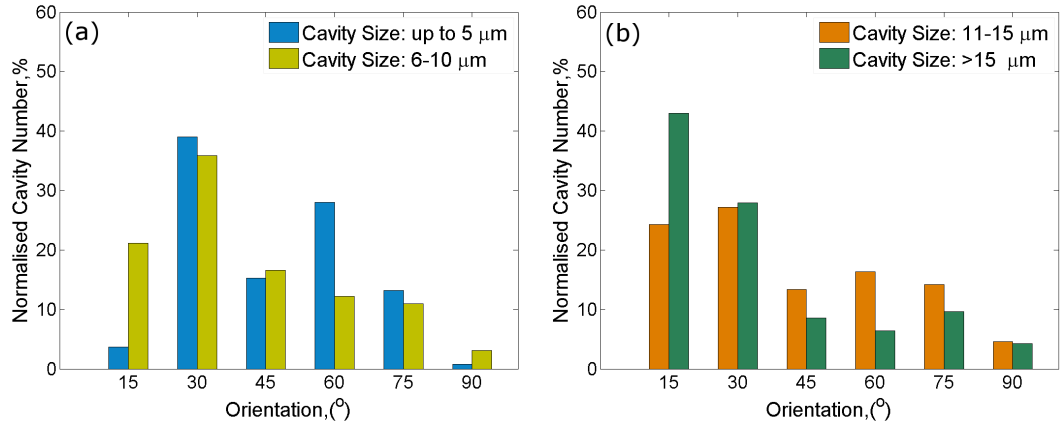 (a)
Cavity Size: up to 5 μm
Cavity Size: 6-10 μm
Normalised Cavity Number,%
60
50
40
30
20
10
0
15 30 45 60 75 90
Orientation,(o)
(b)
Cavity Size: 11-15 μm
Cavity Size: >15 μm
Normalised Cavity Number,%
60
50
40
30
20
10
0
15 30 45 60 75 90
Orientation,(o)